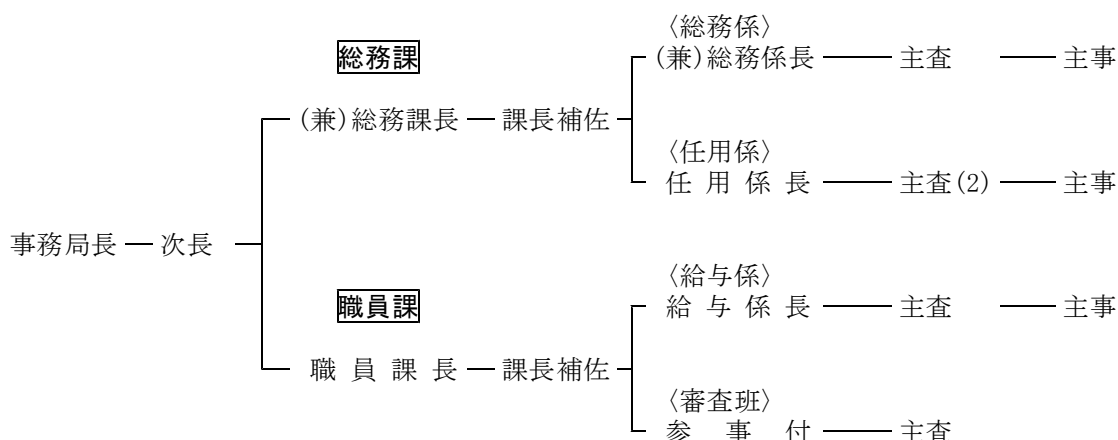 〈総務係〉
総務課
(兼)総務係長 主査 主事
(兼)総務課長 課長補佐
〈任用係〉
任用係長 主査(2) 主事
事務局長 次長
〈給与係〉
職員課
給与係長 主査 主事
職員課長 課長補佐
〈審査班〉
参事付 主査